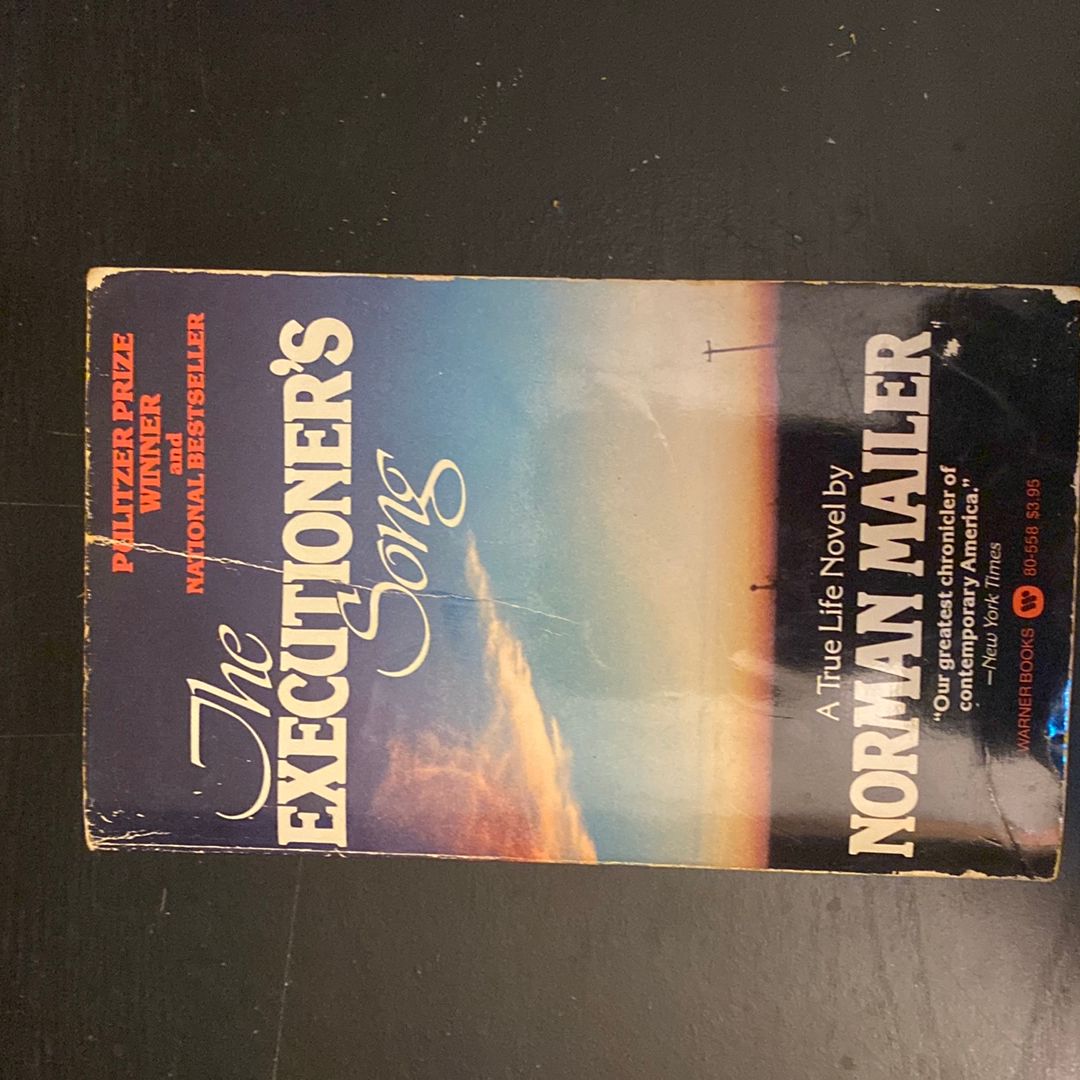 PULITZER PRIZE
WINNER
and
NATIONAL BESTSELLER
The
EXECUTIONER'S
Song
A True Life Novel by
NORMAN MAILER
"Our greatest chronicler of
contemporary America."
—New York Times
WARNER BOOKS W 80-558 $3.95